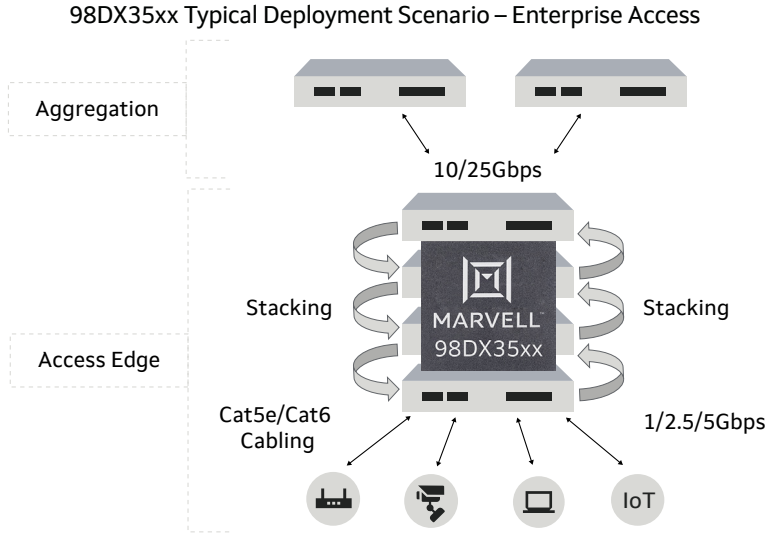 98DX35xx Typical Deployment Scenario – Enterprise Access
Aggregation
10/25Gbps
Stacking
MARVELL™
98DX35xx
Stacking
Access Edge
Cat5e/Cat6
Cabling
1/2.5/5Gbps
IoT